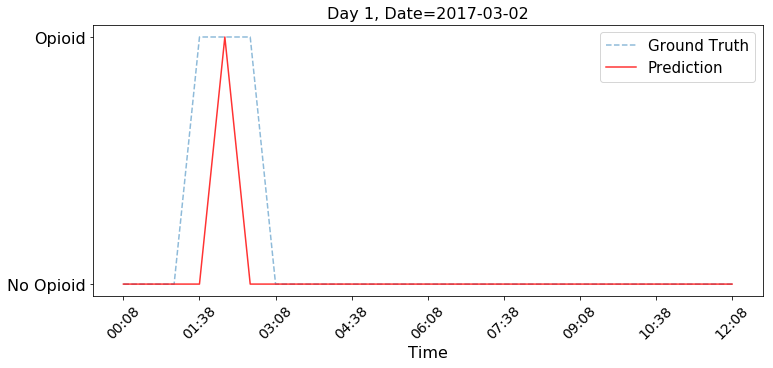 Day 1, Date=2017-03-02
Opioid
Ground Truth
Prediction
No Opioid
00:08 01:38 03:08 04:38 06:08 07:38 09:08 10:38 12:08
Time